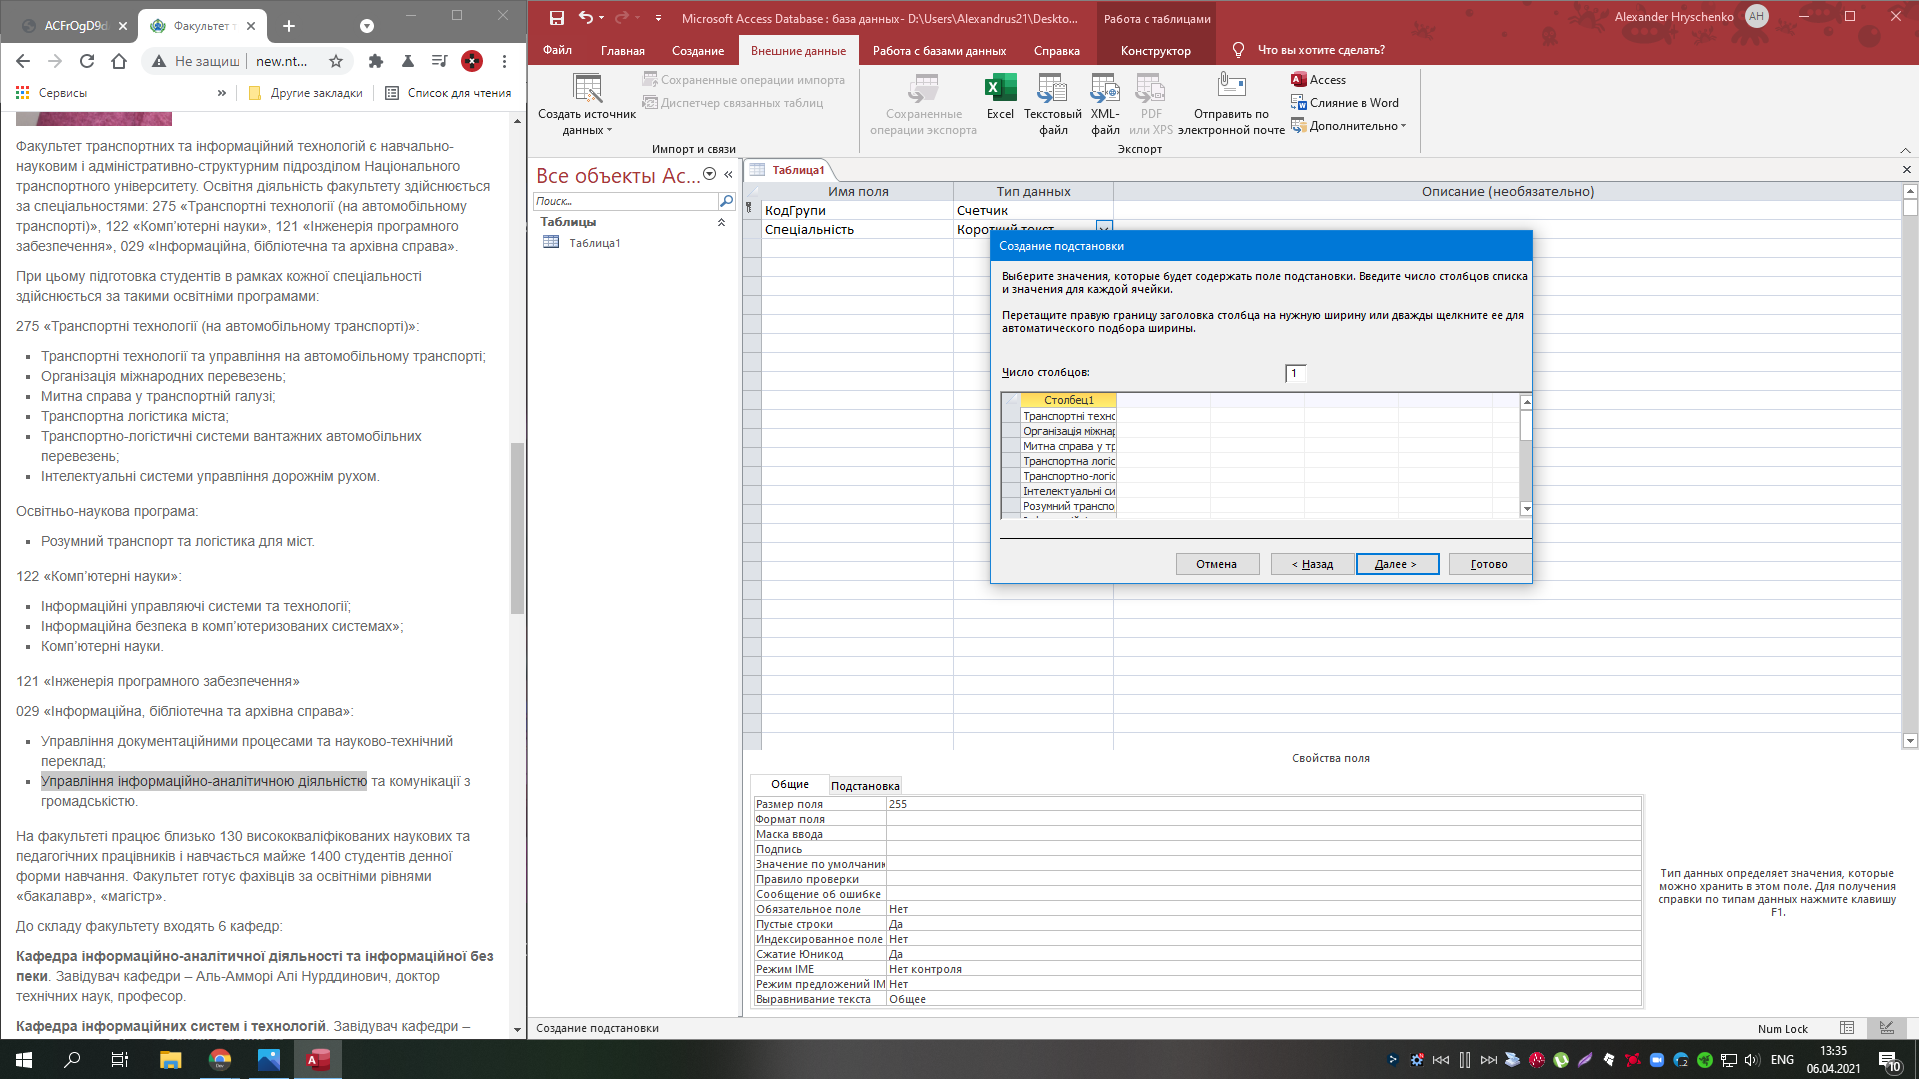 ACFrOgD9d
Факультет т
Не защищ
new.nt...
Сервисы
»
Другие закладки
Список для чтения
Факультет транспортних та інформаційний технологій є навчально-
науковим і адміністративно-структурним підрозділом Національного
транспортного університету. Освітня діяльність факультету здійснюється
за спеціальностями: 275 «Транспортні технології (на автомобільному
транспорті)», 122 «Комп’ютерні науки», 121 «Інженерія програмного
забезпечення», 029 «Інформаційна, бібліотечна та архівна справа».
При цьому підготовка студентів в рамках кожної спеціальності
здійснюється за такими освітніми програмами:
275 «Транспортні технології (на автомобільному транспорті)»:
Транспортні технології та управління на автомобільному транспорті;
Організація міжнародних перевезень;
Митна справа у транспортній галузі;
Транспортна логістика міста;
Транспортно-логістичні системи вантажних автомобільних
перевезень;
Інтелектуальні системи управління дорожнім рухом.
Освітньо-наукова програма:
Розумний транспорт та логістика для міст.
122 «Комп’ютерні науки»:
Інформаційні управляючі системи та технології;
Інформаційна безпека в комп’ютеризованих системах»;
Комп’ютерні науки.
121 «Інженерія програмного забезпечення»
029 «Інформаційна, бібліотечна та архівна справа»:
Управління документаційними процесами та науково-технічний
переклад;
Управління інформаційно-аналітичною діяльністю та комунікації з
громадськістю.
На факультеті працює близько 130 висококваліфікованих наукових та
педагогічних працівників і навчається майже 1400 студентів денної
форми навчання. Факультет готує фахівців за освітніми рівнями
«бакалавр», «магістр».
До складу факультету входять 6 кафедр:
Кафедра інформаційно-аналітичної діяльності та інформаційної без
пеки. Завідувач кафедри – Аль-Амморі Алі Нурддинович, доктор
технічних наук, професор.
Кафедра інформаційних систем і технологій. Завідувач кафедри –
Microsoft Access Database : база данных- D:\Users\Alexandrus21\Deskto...
Работа с таблицами
Alexander Hryschenko
AH
Файл
Главная
Создание
Внешние данные
Работа с базами данных
Справка
Конструктор
Что вы хотите сделать?
Создать источник
данных
Сохраненные операции импорта
Диспетчер связанных таблиц
Импорт и связи
Сохраненные
операции экспорта
Excel
Текстовый
файл
XML-
файл
PDF
или XPS
Отправить по
электронной почте
Access
Слияние в Word
Дополнительно
Экспорт
Все объекты Ac...
«
Поиск...
Таблицы
Таблица1
Таблица1
Имя поля
Тип данных
Описание (необязательно)
КодГрупи
Счетчик
Спеціальність
Короткий текст
Создание подстановки
Выберите значения, которые будет содержать поле подстановки. Введите число столбцов списка
и значения для каждой ячейки.
Перетащите правую границу заголовка столбца на нужную ширину или дважды щелкните ее для
автоматического подбора ширины.
Число столбцов:
1
Столбец1
Транспортні техно
Організація міжнар
Митна справа у тр
Транспортна логіс
Транспортно-логіс
Інтелектуальні си
Розумний транспо
Отмена
< Назад
Далее >
Готово
Свойства поля
Общие
Подстановка
Размер поля
255
Формат поля
Маска ввода
Подпись
Значение по умолчани
Правило проверки
Сообщение об ошибке
Обязательное поле
Нет
Пустые строки
Да
Индексированное поле
Нет
Сжатие Юникод
Да
Режим IME
Нет контроля
Режим предложений IM
Нет
Выравнивание текста
Общее
Тип данных определяет значения, которые
можно хранить в этом поле. Для получения
справки по типам данных нажмите клавишу
F1.
Создание подстановки
Num Lock
ENG
13:35
06.04.2021
10